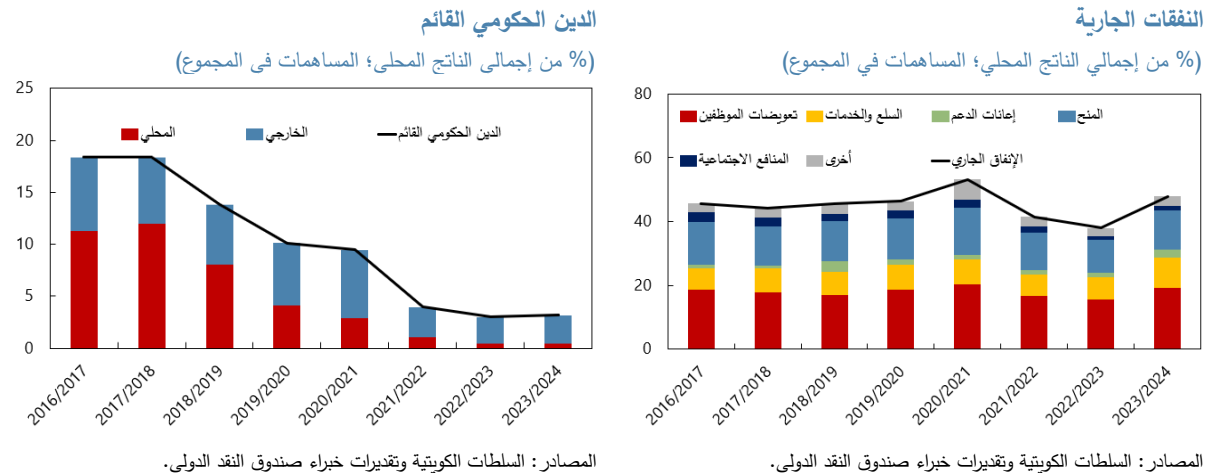 النفقات الجارية
(% من إجمالي الناتج المحلي؛ المساهمات في المجموع)
80
60
40
20
0
تعويضات الموظفين
السلع والخدمات
إعانات الدعم
المنح
المنافع الاجتماعية
أخرى
الإنفاق الجاري
2016/2017
2017/2018
2018/2019
2019/2020
2020/2021
2021/2022
2022/2023
2023/2024
المصادر: السلطات الكويتية وتقديرات خبراء صندوق النقد الدولي.
الدين الحكومي القائم
(% من إجمالي الناتج المحلي؛ المساهمات في المجموع)
25
20
15
10
5
0
المحلي
الخارجي
الدين الحكومي القائم
2016/2017
2017/2018
2018/2019
2019/2020
2020/2021
2021/2022
2022/2023
2023/2024
المصادر: السلطات الكويتية وتقديرات خبراء صندوق النقد الدولي.